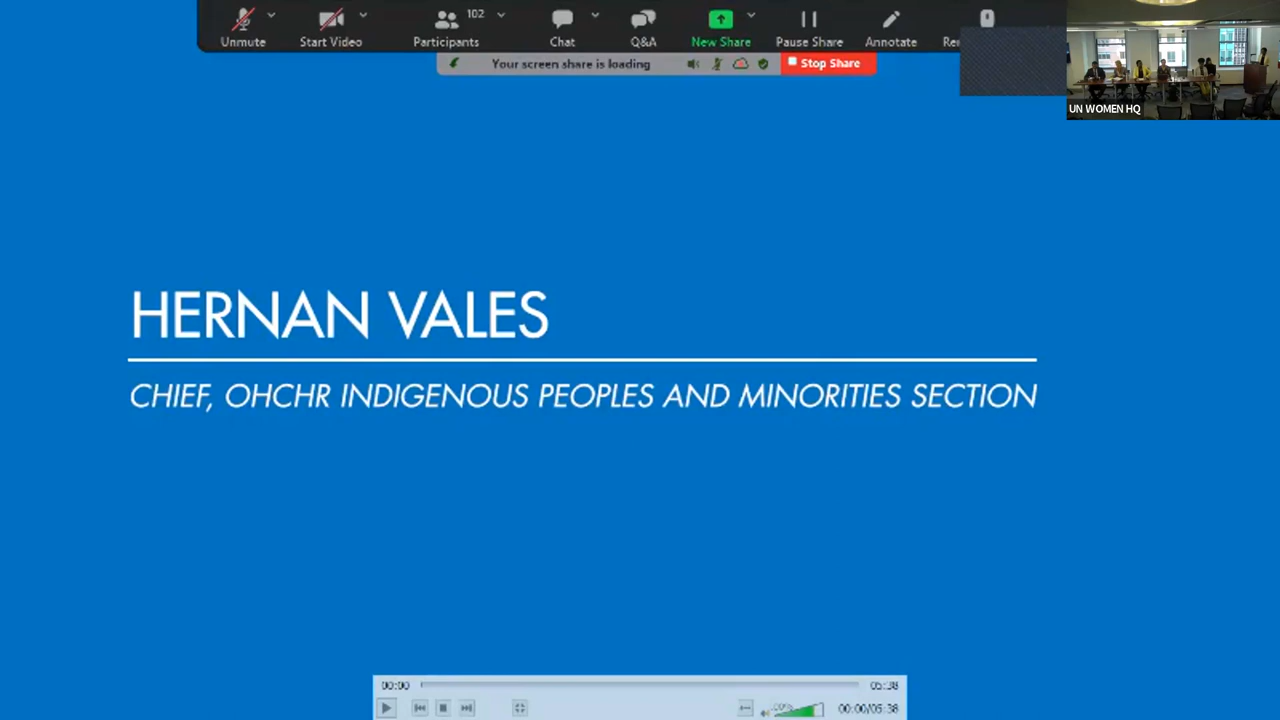 102
Unmute
Start Video
Participants
Chat
Q&A
New Share
Pause Share
Annotate
Your screen share is loading
Stop Share
UN WOMEN HQ
HERNAN VALES
CHIEF, OHCHR INDIGENOUS PEOPLES AND MINORITIES SECTION
00:00
05:38
00:00/05:38